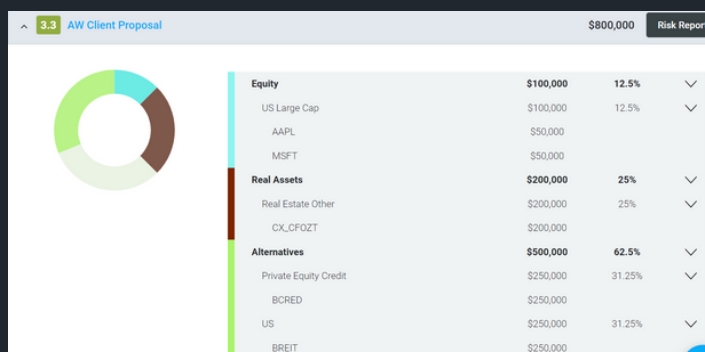 3.3 AW Client Proposal $800,000 Risk Repor
Equity $100,000 12.5%
US Large Cap $100,000 12.5%
AAPL $50,000
MSFT $50,000
Real Assets $200,000 25%
Real Estate Other $200,000 25%
CX_CFOZT $200,000
Alternatives $500,000 62.5%
Private Equity Credit $250,000 31.25%
BCRED $250,000
US $250,000 31.25%
BREIT $250,000